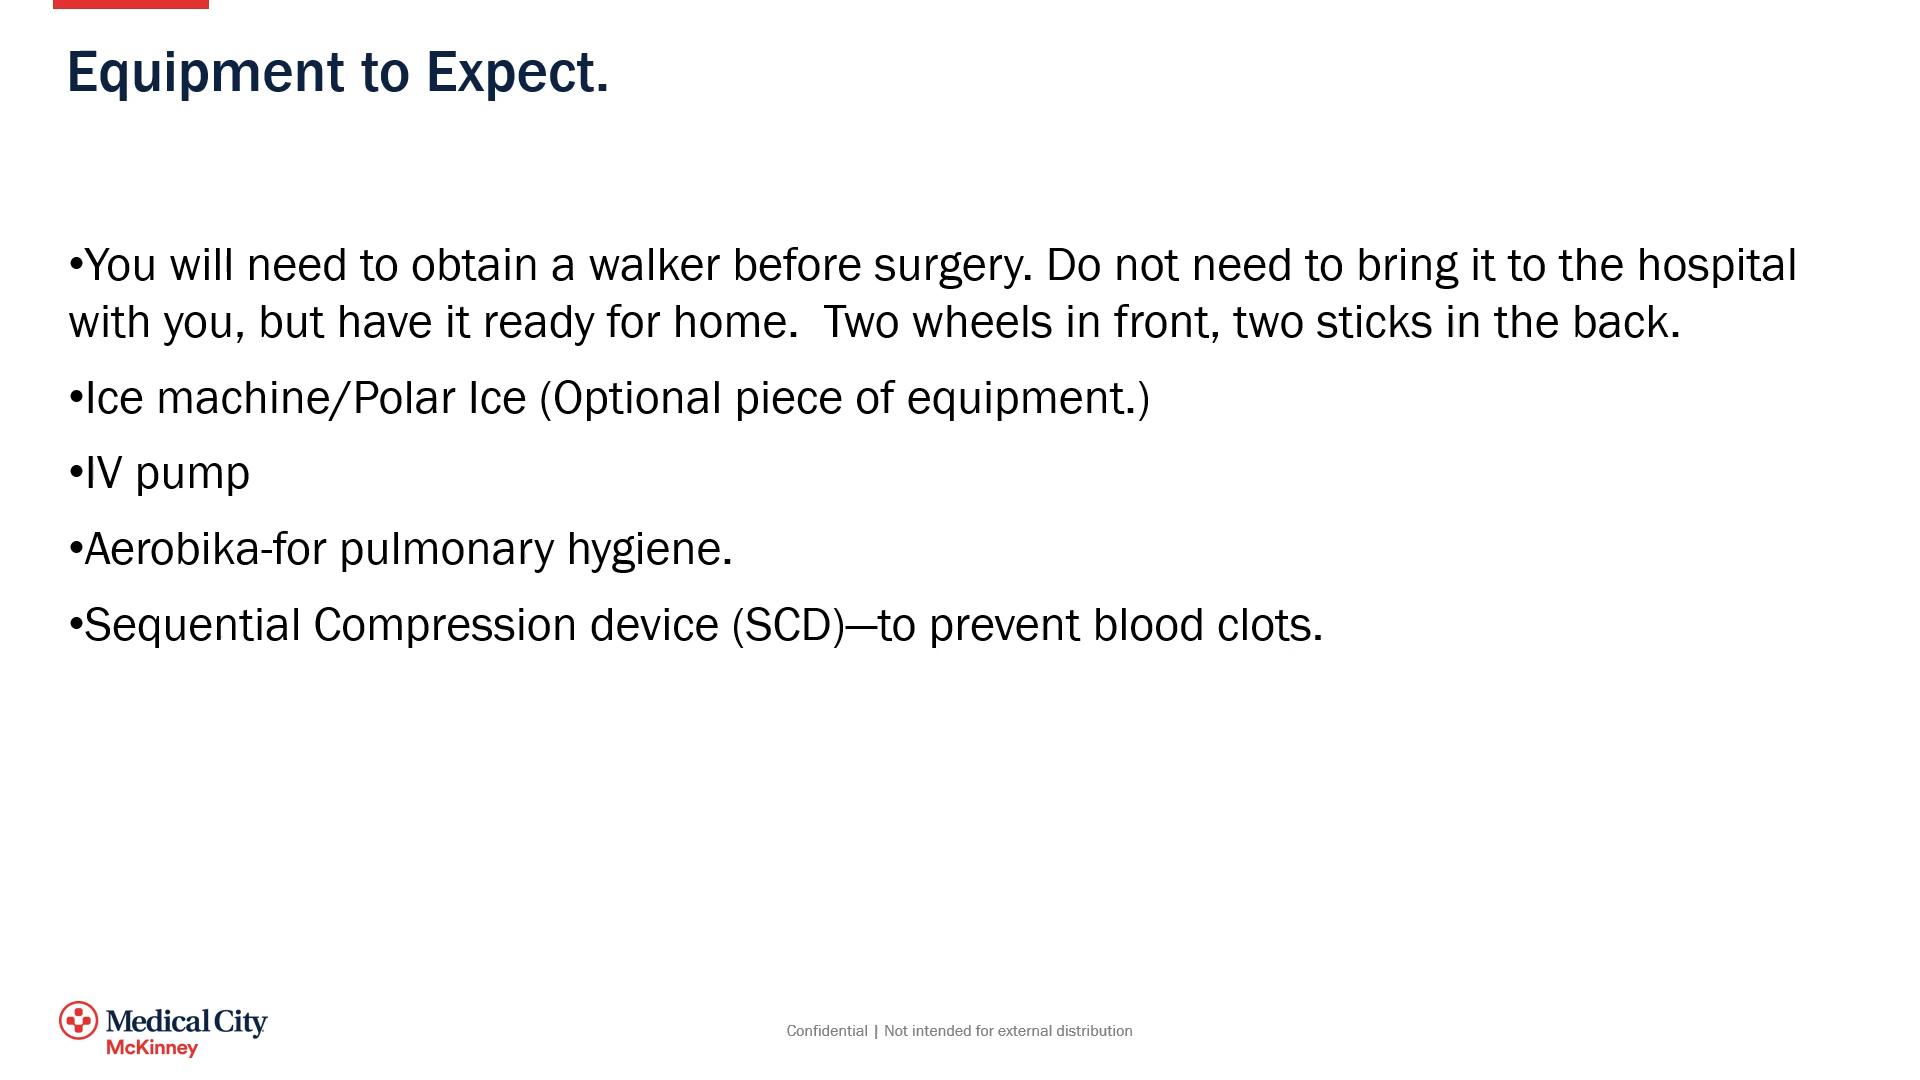 Equipment to Expect.
•You will need to obtain a walker before surgery. Do not need to bring it to the hospital
with you, but have it ready for home.  Two wheels in front, two sticks in the back.
•Ice machine/Polar Ice (Optional piece of equipment.)
•IV pump
•Aerobika-for pulmonary hygiene.
•Sequential Compression device (SCD)—to prevent blood clots.
Medical City
McKinney
Confidential | Not intended for external distribution